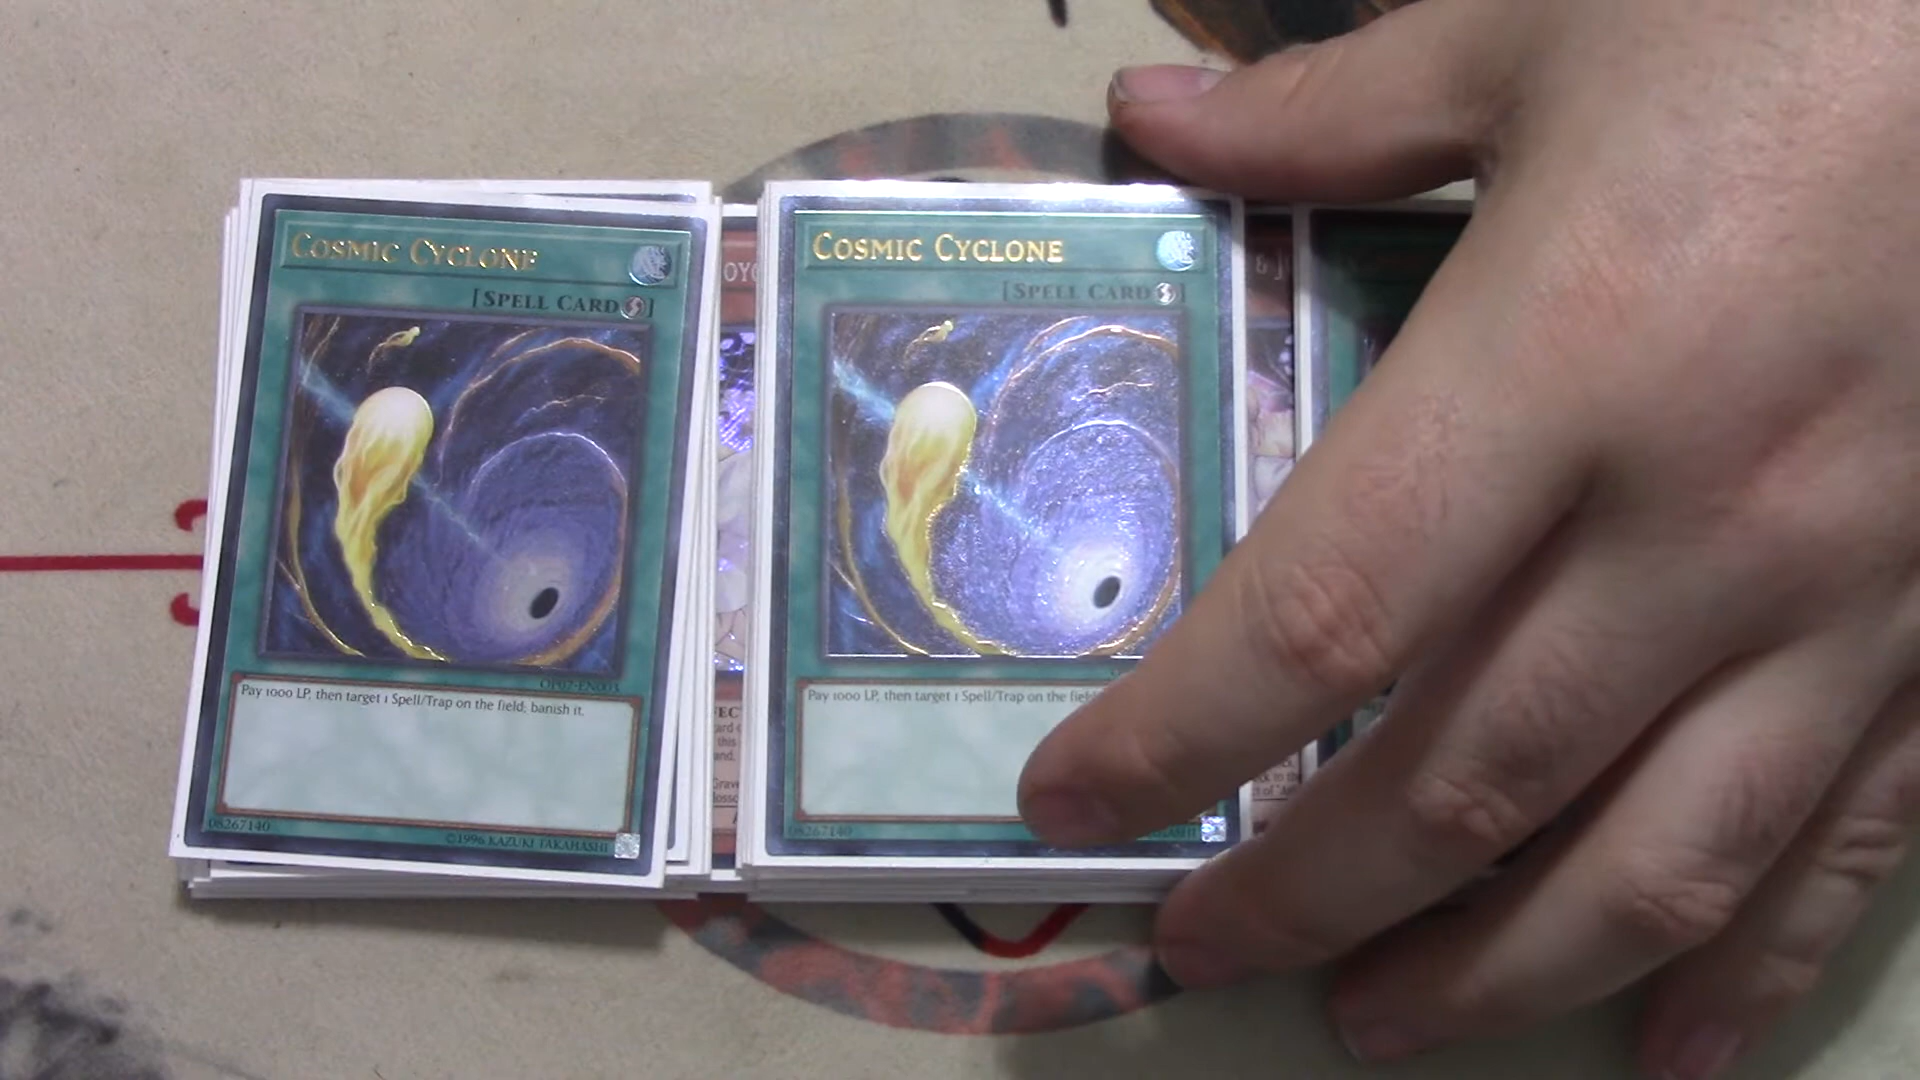 COSMIC CYCLONE
[SPELL CARD]
OP07-EN003
Pay 1000 LP, then target 1 Spell/Trap on the field; banish it.
08267140
©1996 KAZUKI TAKAHASHI
COSMIC CYCLONE
[SPELL CARD]
Pay 1000 LP, then target 1 Spell/Trap on the
08267140
& J
this